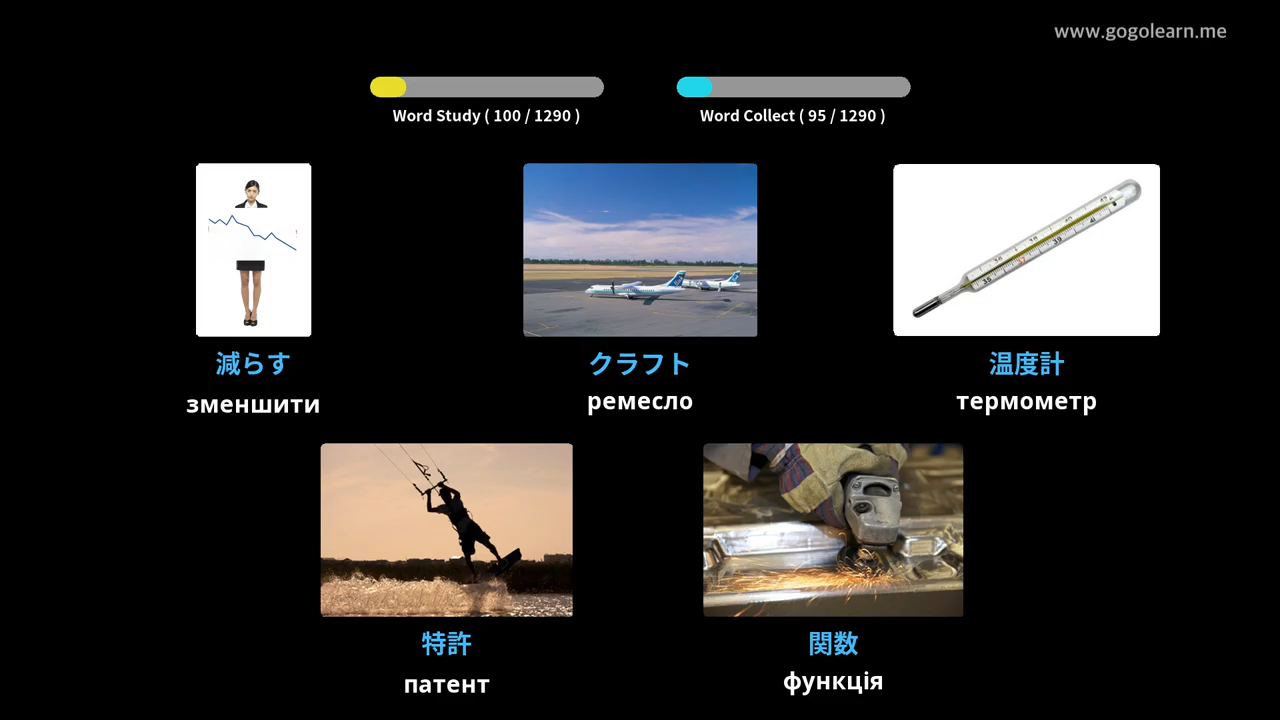 www.gogolearn.me
Word Study ( 100 / 1290 )
Word Collect ( 95 / 1290 )
減らす
зменшити
クラフト
ремесло
温度計
термометр
特許
патент
関数
функція